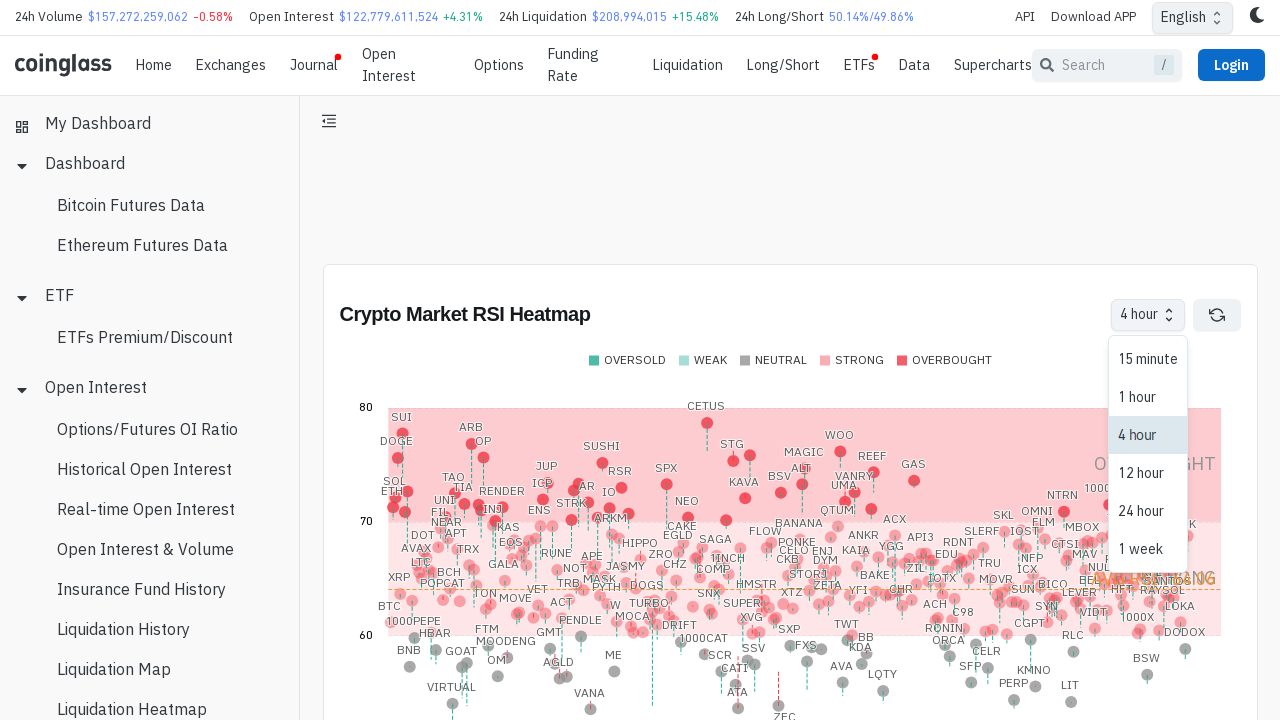 24h Volume $157,272,259,062 -0.58% Open Interest $122,779,611,524 +4.31% 24h Liquidation $208,994,015 +15.48% 24h Long/Short 50.14%/49.86% API Download APP English
coinglass Home Exchanges Journal Open Interest Options Funding Rate Liquidation Long/Short ETFs Data Supercharts Search / Login
My Dashboard
Dashboard
Bitcoin Futures Data
Ethereum Futures Data
ETF
ETFs Premium/Discount
Open Interest
Options/Futures OI Ratio
Historical Open Interest
Real-time Open Interest
Open Interest & Volume
Insurance Fund History
Liquidation History
Liquidation Map
Liquidation Heatmap
Crypto Market RSI Heatmap 4 hour
15 minute
1 hour
4 hour
12 hour
24 hour
1 week
OVERSOLD WEAK NEUTRAL STRONG OVERBOUGHT
80
CETUS
SUI
ARB
DOGE OP
WOO
SUSHI STG
MAGIC
REEF
GAS
JUP
RSR
SPX
ALT
SOL TAO
ICP
KAVA
BSV
VANRY
ETH
TIA
RENDER
AR
IO
UMA
NTRN
UNI
INJ
ENS
STRK
NEO
QTUM
OMNI
70
FIL
NEAR
KAS
ARKM
CAKE
BANANA
ACX
SKL
FLM
DOT
APT
EGLD
SAGA
FLOW
ANKR
API3
SLERF
IOST
MBOX
AVAX
TRX
EOS
RUNE
HIPPO
PONKE
CELO
ENJ
KAIA
YGG
RDNT
CTSI
LTC
GALA
APE
ZRO
1INCH
CKB
DYM
EDU
NFP
MAV
XRP
BCH
NOT
JASMY
CHZ
COMP
STORJ
BAKE
ZIL
TRU
ICX
POPCAT
TRB
MASK
DOGS
HMSTR
ZETA
IOTX
MOVR
BICO
TON
VET
PYTH
SNX
XTZ
YFI
CHR
SUN
LEVER
HFT
RAYSOL
BTC
MOVE
ACT
W
TURBO
SUPER
ACH
SYN
VIDT
LOKA
1000PEPE
PENDLE
MOCA
XVG
TWT
C98
CGPT
1000X
60
HBAR
FTM
GMT
DRIFT
SXP
RONIN
RLC
DODOX
BNB
GOAT
MOODENG
1000CAT
SSV
FXS
BB
KDA
ORCA
CELR
OM
AGLD
ME
SCR
CATI
AVA
SFP
KMNO
BSW
VIRTUAL
VANA
ATA
LQTY
PERP
LIT
ZEC